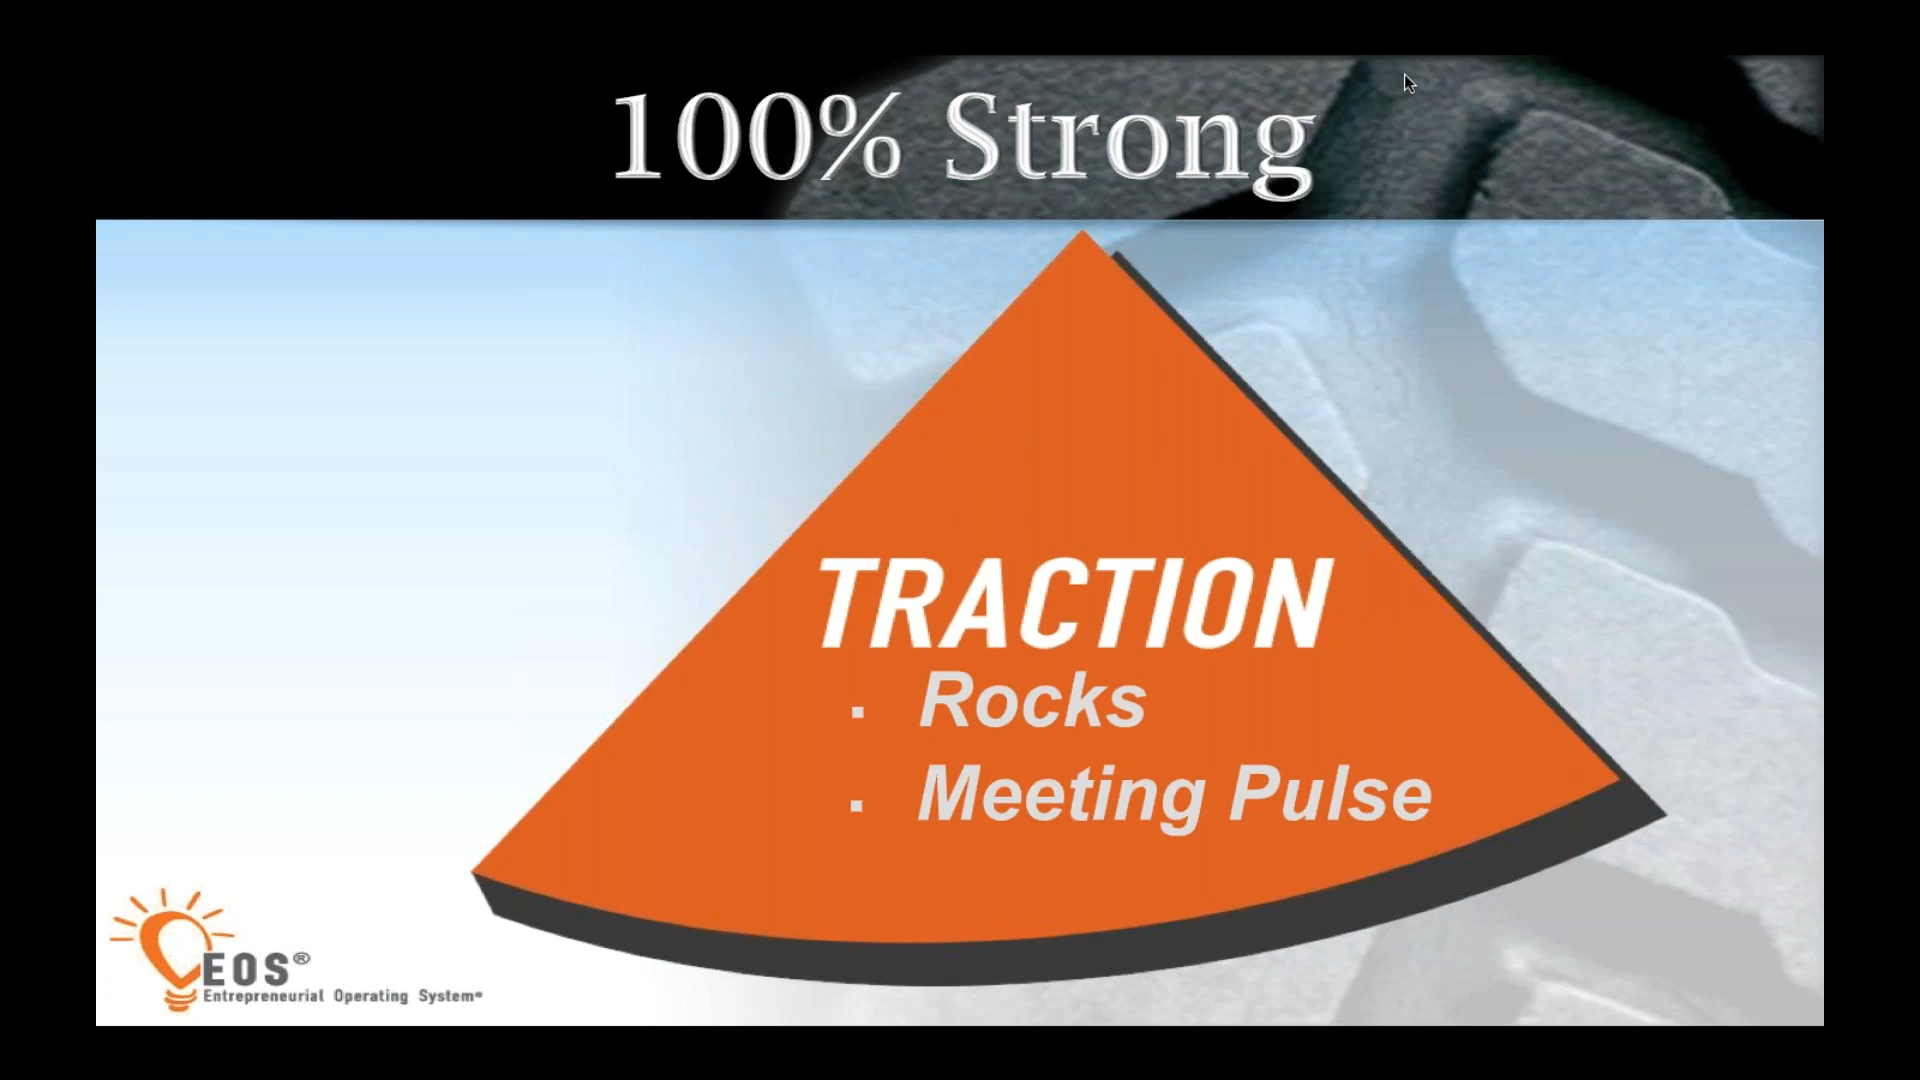 100% Strong
TRACTION
▪ Rocks
▪ Meeting Pulse
EOS®
Entrepreneurial Operating System®